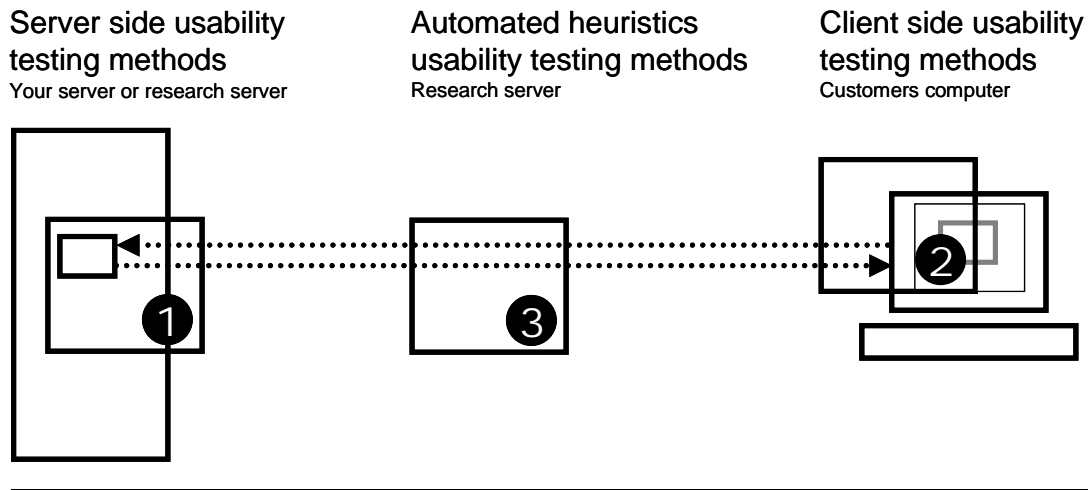 Server side usability
testing methods
Your server or research server
Automated heuristics
usability testing methods
Research server
Client side usability
testing methods
Customers computer
1
3
2